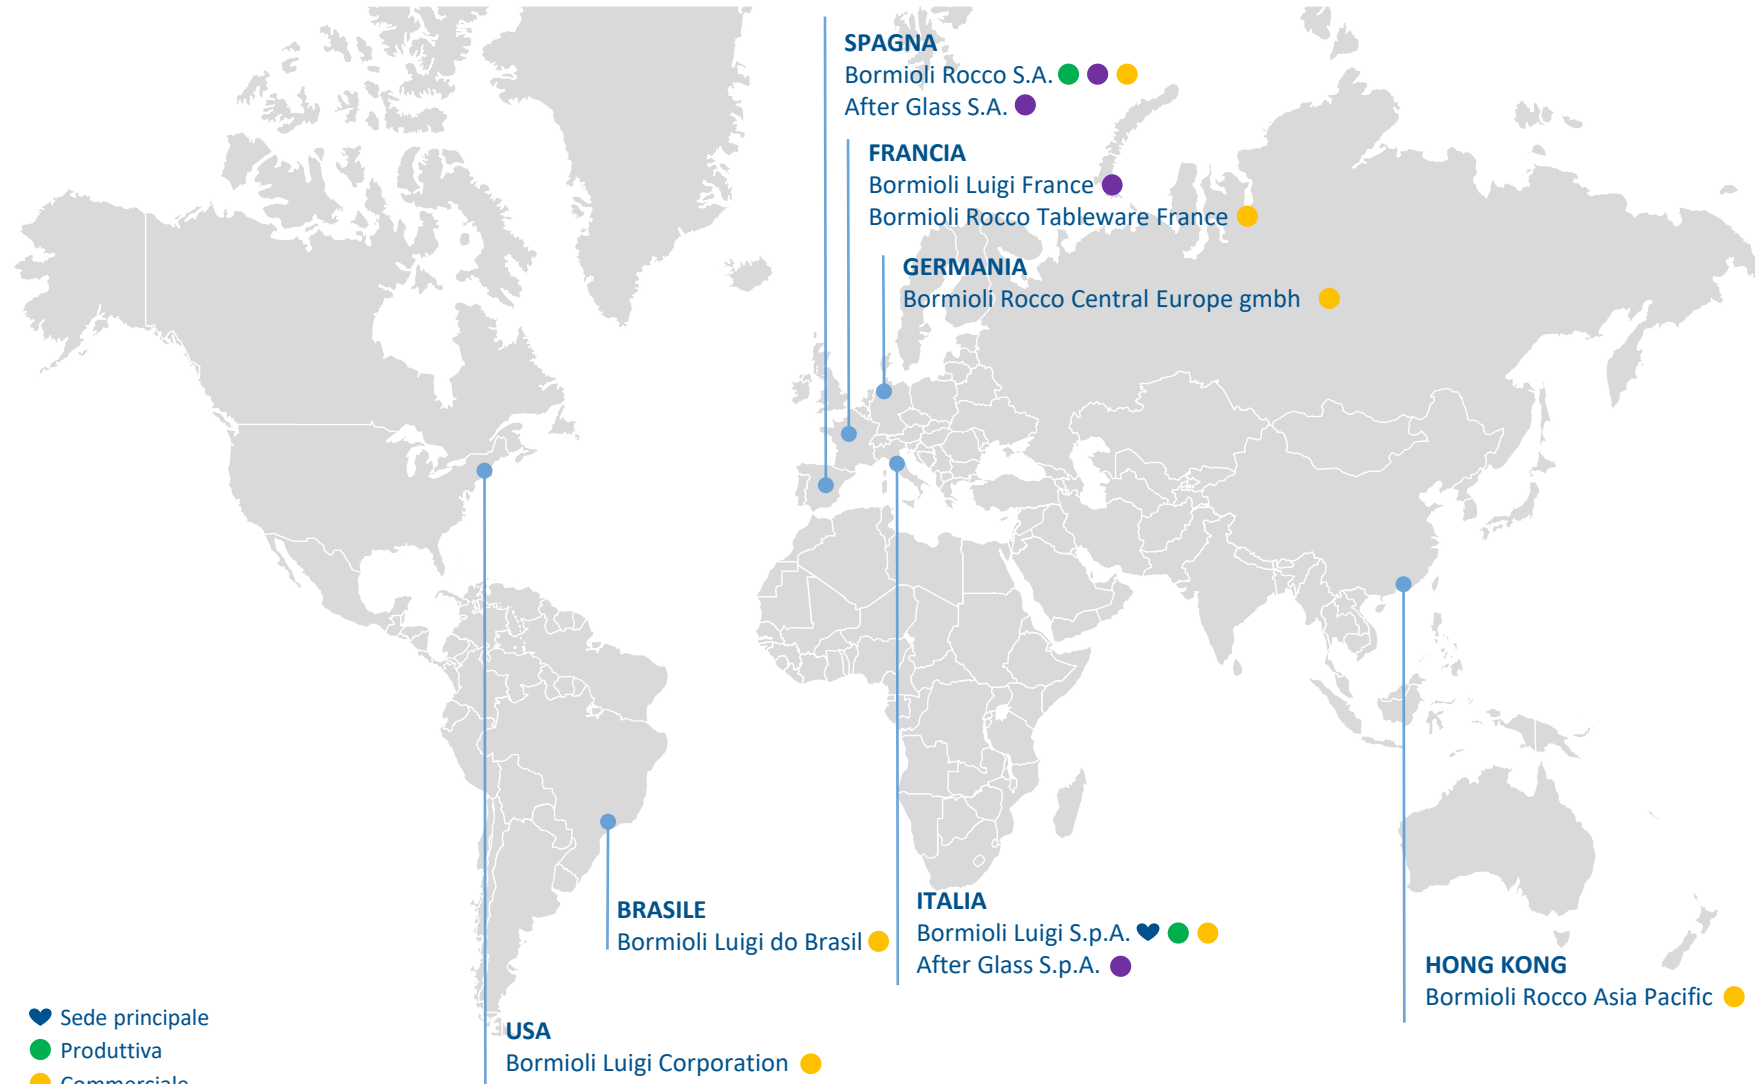 SPAGNA
Bormioli Rocco S.A.
After Glass S.A.
FRANCIA
Bormioli Luigi France
Bormioli Rocco Tableware France
GERMANIA
Bormioli Rocco Central Europe gmbh
BRASILE
Bormioli Luigi do Brasil
ITALIA
Bormioli Luigi S.p.A.
After Glass S.p.A.
HONG KONG
Bormioli Rocco Asia Pacific
USA
Bormioli Luigi Corporation
Sede principale
Produttiva
Commerciale